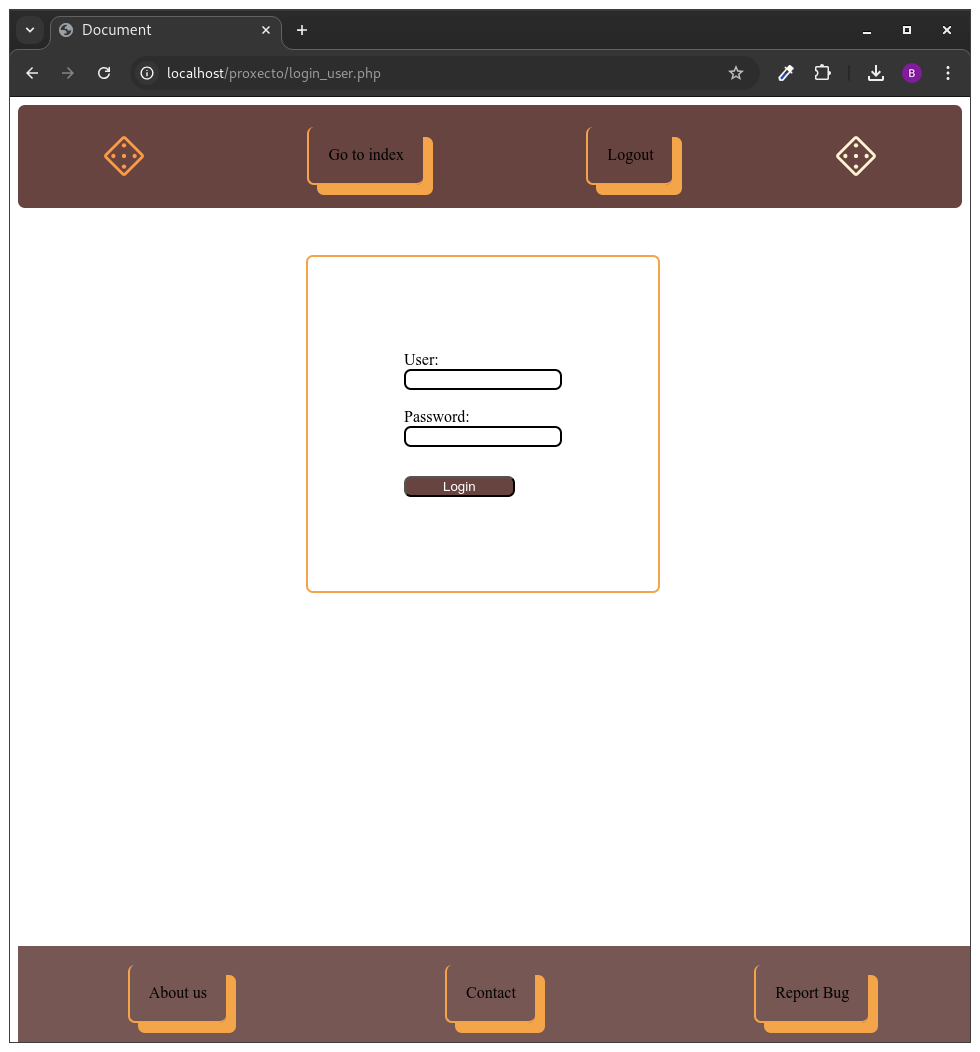 Document
localhost/proxecto/login_user.php
B
Go to index
Logout
User:
Password:
Login
About us
Contact
Report Bug